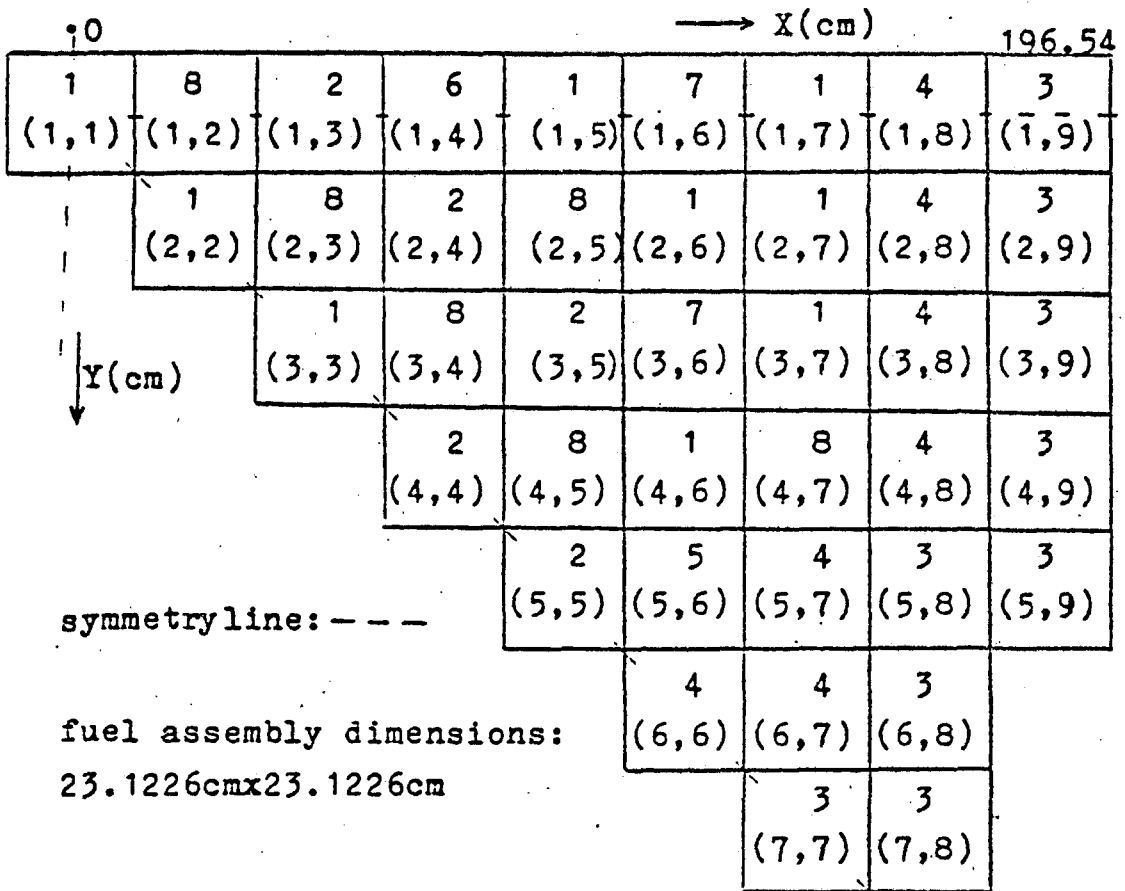 0 → X(cm) 196.54
1 8 2 6 1 7 1 4 3
(1,1) (1,2) (1,3) (1,4) (1,5) (1,6) (1,7) (1,8) (1,9)
1 8 2 8 1 1 4 3
(2,2) (2,3) (2,4) (2,5) (2,6) (2,7) (2,8) (2,9)
1 8 2 7 1 4 3
Y(cm) (3,3) (3,4) (3,5) (3,6) (3,7) (3,8) (3,9)
2 8 1 8 4 3
(4,4) (4,5) (4,6) (4,7) (4,8) (4,9)
2 5 4 3 3
(5,5) (5,6) (5,7) (5,8) (5,9)
symmetryline: - - -
4 4 3
(6,6) (6,7) (6,8)
fuel assembly dimensions:
23.1226cmx23.1226cm
3 3
(7,7) (7,8)